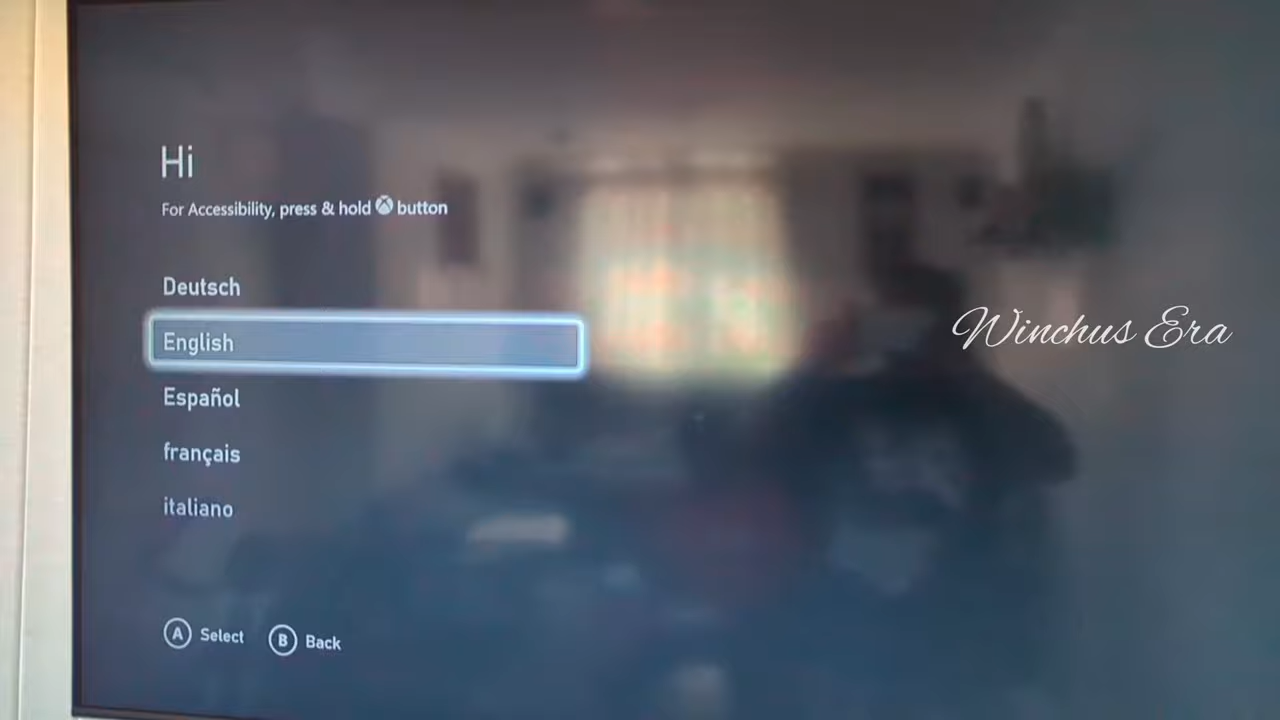 Hi
For Accessibility, press & hold button
Deutsch
English
Winchus Era
Español
français
italiano
A Select B Back